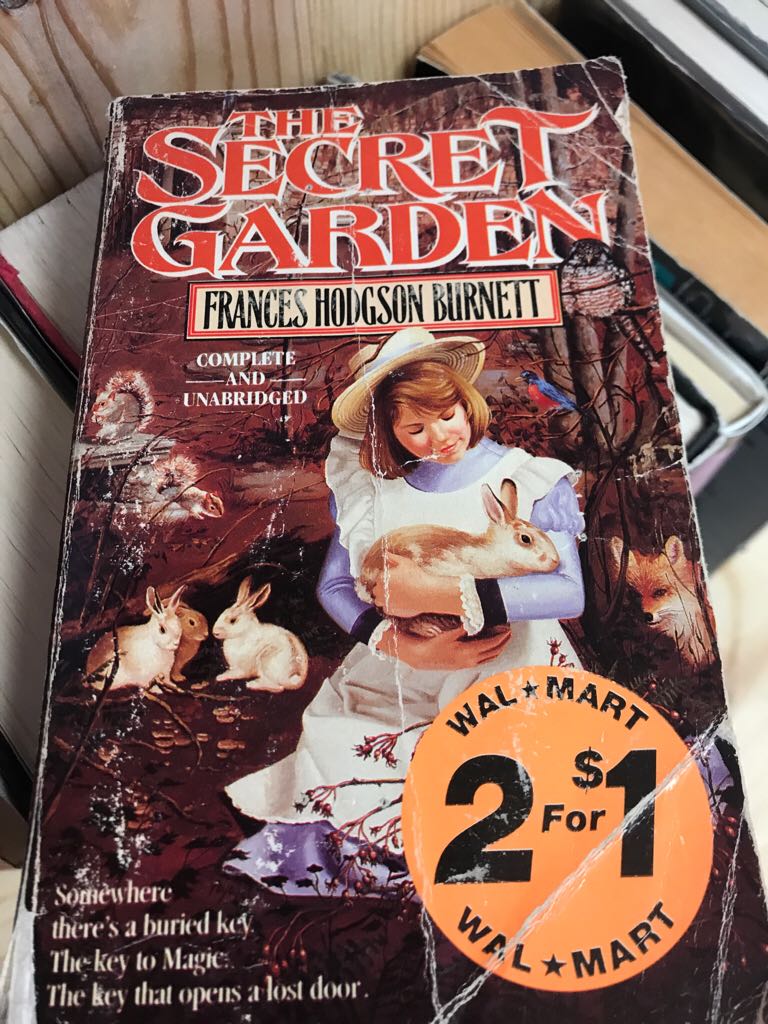 THE
SECRET
GARDEN
FRANCES HODGSON BURNETT
COMPLETE
AND
UNABRIDGED
WAL★MART
2 For $1
WAL★MART
Somewhere
there's a buried key.
The key to Magic.
The key that opens a lost door.